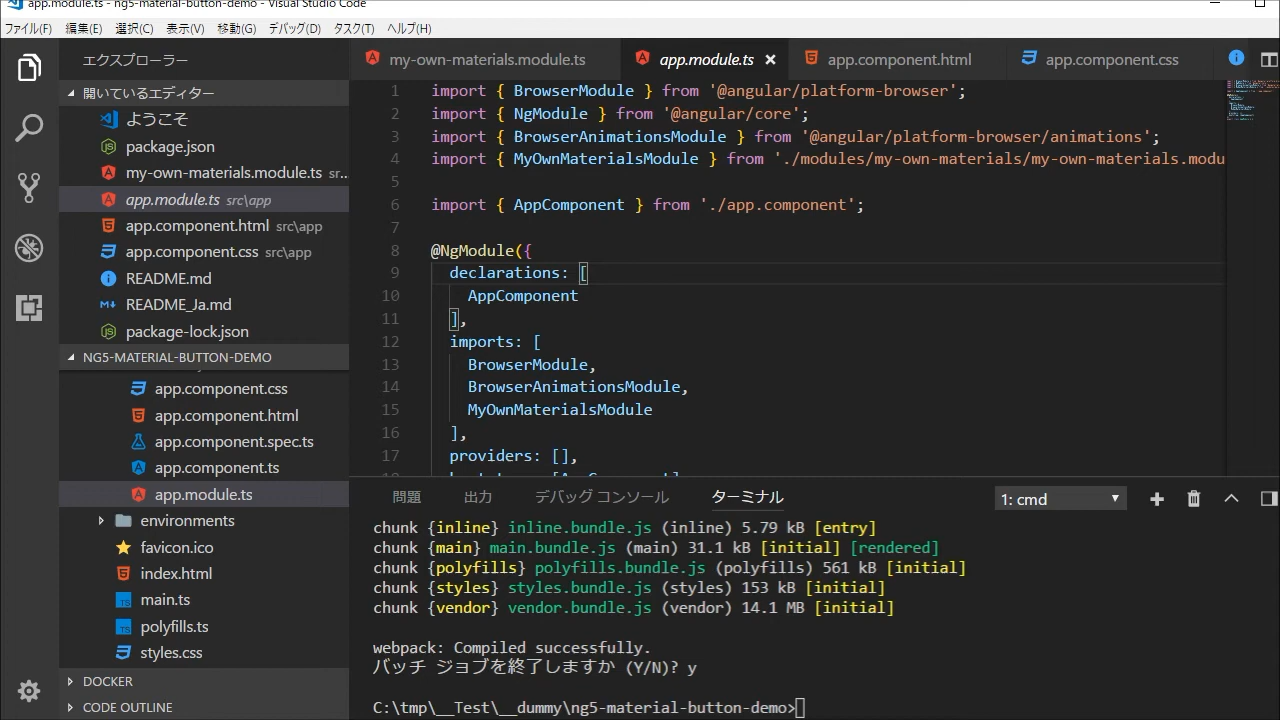 app.module.ts - ng5-material-button-demo - Visual Studio Code
ファイル(F) 編集(E) 選択(C) 表示(V) 移動(G) デバッグ(D) タスク(T) ヘルプ(H)
エクスプローラー
開いているエディター
ようこそ
package.json
my-own-materials.module.ts sr...
app.module.ts src\app
app.component.html src\app
app.component.css src\app
README.md
README_Ja.md
package-lock.json
NG5-MATERIAL-BUTTON-DEMO
app.component.css
app.component.html
app.component.spec.ts
app.component.ts
app.module.ts
environments
favicon.ico
index.html
main.ts
polyfills.ts
styles.css
DOCKER
CODE OUTLINE
my-own-materials.module.ts app.module.ts app.component.html app.component.css
1 import { BrowserModule } from '@angular/platform-browser';
2 import { NgModule } from '@angular/core';
3 import { BrowserAnimationsModule } from '@angular/platform-browser/animations';
4 import { MyOwnMaterialsModule } from './modules/my-own-materials/my-own-materials.modu
5
6 import { AppComponent } from './app.component';
7
8 @NgModule({
9 declarations: [
10 AppComponent
11 ],
12 imports: [
13 BrowserModule,
14 BrowserAnimationsModule,
15 MyOwnMaterialsModule
16 ],
17 providers: [],
問題 出力 デバッグ コンソール ターミナル 1: cmd
chunk {inline} inline.bundle.js (inline) 5.79 kB [entry]
chunk {main} main.bundle.js (main) 31.1 kB [initial] [rendered]
chunk {polyfills} polyfills.bundle.js (polyfills) 561 kB [initial]
chunk {styles} styles.bundle.js (styles) 153 kB [initial]
chunk {vendor} vendor.bundle.js (vendor) 14.1 MB [initial]
webpack: Compiled successfully.
バッチ ジョブを終了しますか (Y/N)? y
C:\tmp\__Test\__dummy\ng5-material-button-demo>